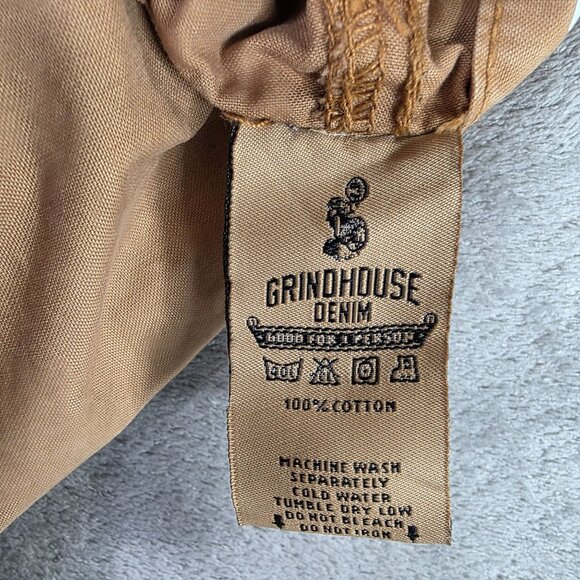 GRINDHOUSE
DENIM
GOOD FOR 1 PERSON
100% COTTON
MACHINE WASH
SEPARATELY
COLD WATER
TUMBLE DRY LOW
DO NOT BLEACH
DO NOT IRON